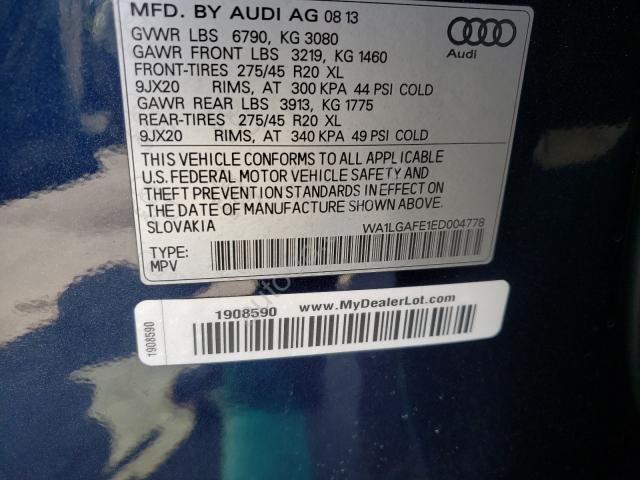 MFD. BY AUDI AG 08 13
GVWR LBS 6790, KG 3080
GAWR FRONT LBS 3219, KG 1460
FRONT-TIRES 275/45 R20 XL
9JX20 RIMS, AT 300 KPA 44 PSI COLD
GAWR REAR LBS 3913, KG 1775
REAR-TIRES 275/45 R20 XL
9JX20 RIMS, AT 340 KPA 49 PSI COLD
Audi
THIS VEHICLE CONFORMS TO ALL APPLICABLE
U.S. FEDERAL MOTOR VEHICLE SAFETY AND
THEFT PREVENTION STANDARDS IN EFFECT ON
THE DATE OF MANUFACTURE SHOWN ABOVE.
SLOVAKIA
WA1LGAFE1ED004778
TYPE:
MPV
1908590 www.MyDealerLot.com
1908590